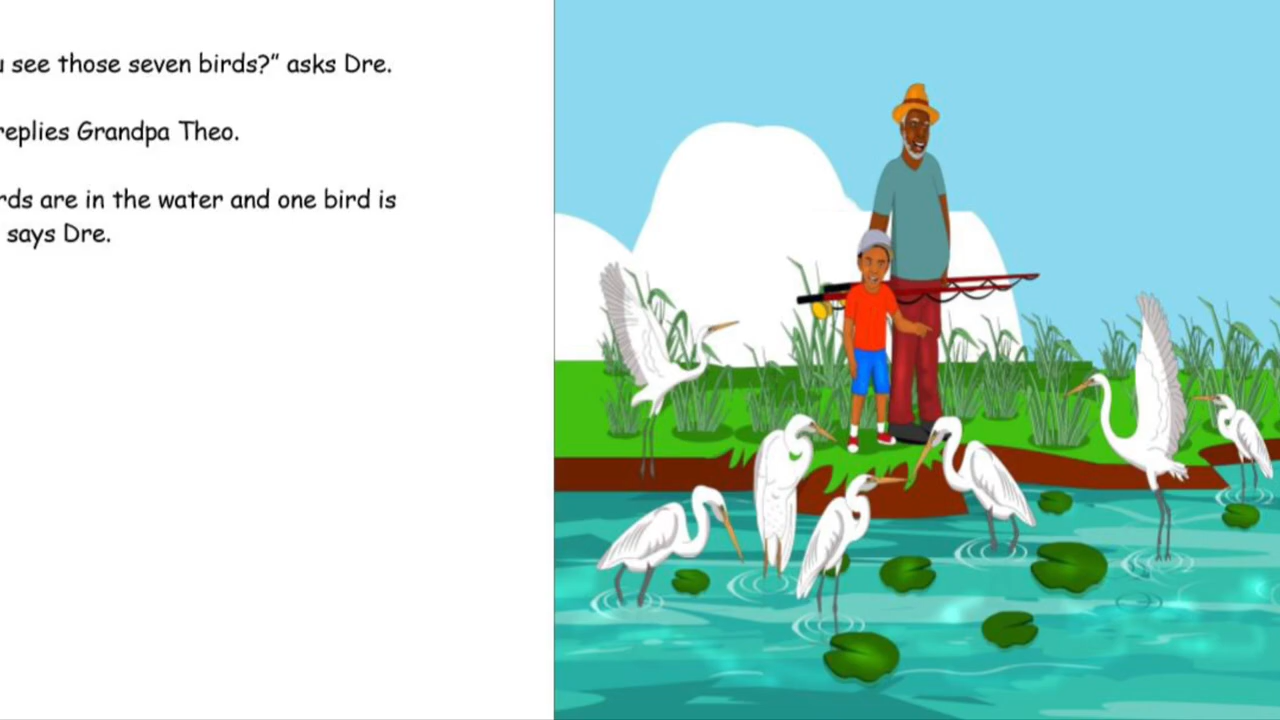 see those seven birds?” asks Dre.
replies Grandpa Theo.
are in the water and one bird is
says Dre.